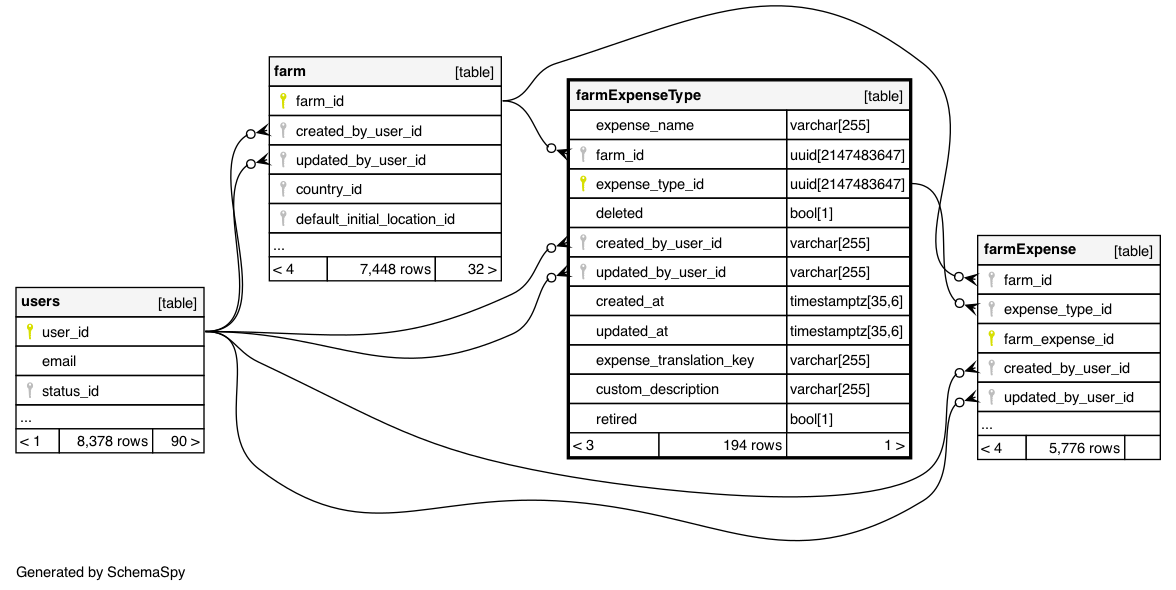 farm [table]
farm_id
created_by_user_id
updated_by_user_id
country_id
default_initial_location_id
...
< 4 7,448 rows 32 >
farmExpenseType [table]
expense_name varchar[255]
farm_id uuid[2147483647]
expense_type_id uuid[2147483647]
deleted bool[1]
created_by_user_id varchar[255]
updated_by_user_id varchar[255]
created_at timestamptz[35,6]
updated_at timestamptz[35,6]
expense_translation_key varchar[255]
custom_description varchar[255]
retired bool[1]
< 3 194 rows 1 >
farmExpense [table]
farm_id
expense_type_id
farm_expense_id
created_by_user_id
updated_by_user_id
...
< 4 5,776 rows
users [table]
user_id
email
status_id
...
< 1 8,378 rows 90 >
Generated by SchemaSpy